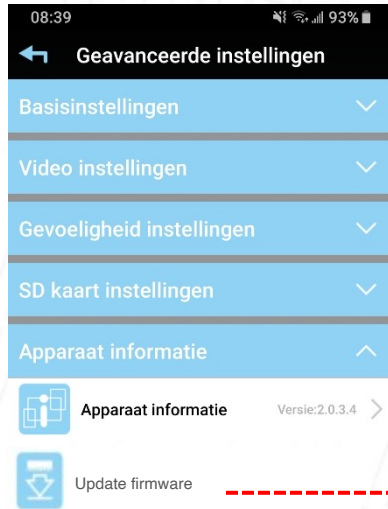 08:39 93%
Geavanceerde instellingen
Basisinstellingen
Video instellingen
Gevoeligheid instellingen
SD kaart instellingen
Apparaat informatie
Apparaat informatie Versie:2.0.3.4
Update firmware